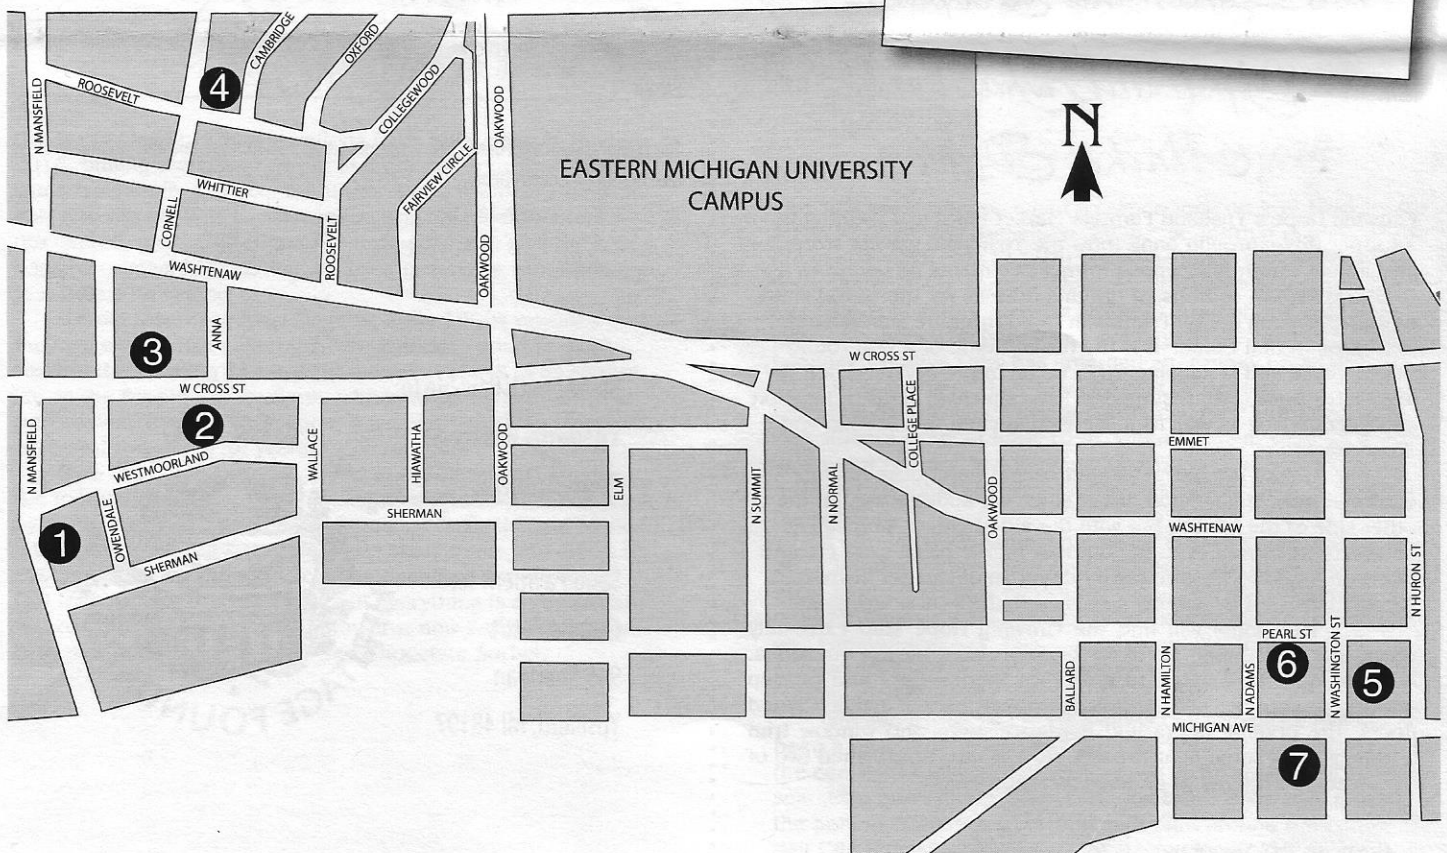 CAMBRIDGE
OXFORD
COLLEGEWOOD
OAKWOOD
N MANSFIELD
ROOSEVELT
4
N
EASTERN MICHIGAN UNIVERSITY
CAMPUS
WHITTIER
FAIRVIEW CIRCLE
CORNELL
ROOSEVELT
OAKWOOD
WASHTENAW
3
ANNA
W CROSS ST
W CROSS ST
2
N MANSFIELD
WESTMOORLAND
WALLACE
HIAWATHA
OAKWOOD
COLLEGE PLACE
EMMET
ELM
N SUMMIT
N NORMAL
OAKWOOD
SHERMAN
WASHTENAW
1
OWENDALE
SHERMAN
N HURON ST
PEARL ST
6
N WASHINGTON ST
5
BALLARD
N HAMILTON
N ADAMS
MICHIGAN AVE
7